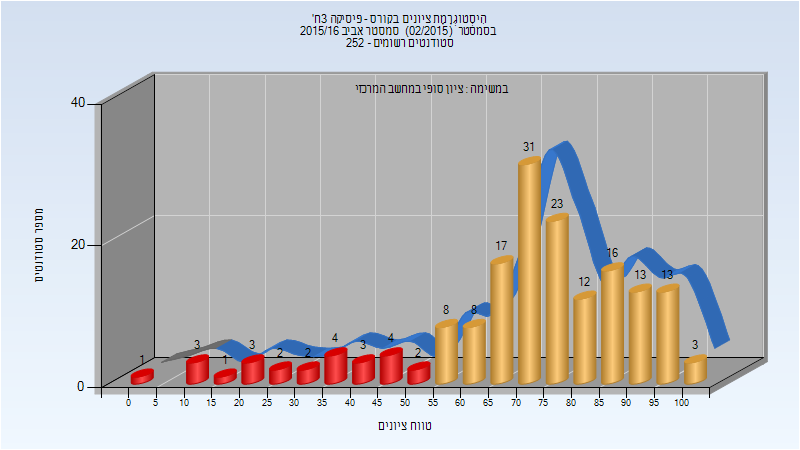 היסטוגרמת ציונים בקורס - פיסיקה 3ח'
בסמסטר (02/2015) סמסטר אביב 2015/16
סטודנטים רשומים - 252
במשימה : ציון סופי במחשב המרכזי
מספר סטודנטים
40
20
0
1 3 1 3 2 2 4 3 4 2 8 8 17 31 23 12 16 13 13 3
0 5 10 15 20 25 30 35 40 45 50 55 60 65 70 75 80 85 90 95 100
טווח ציונים